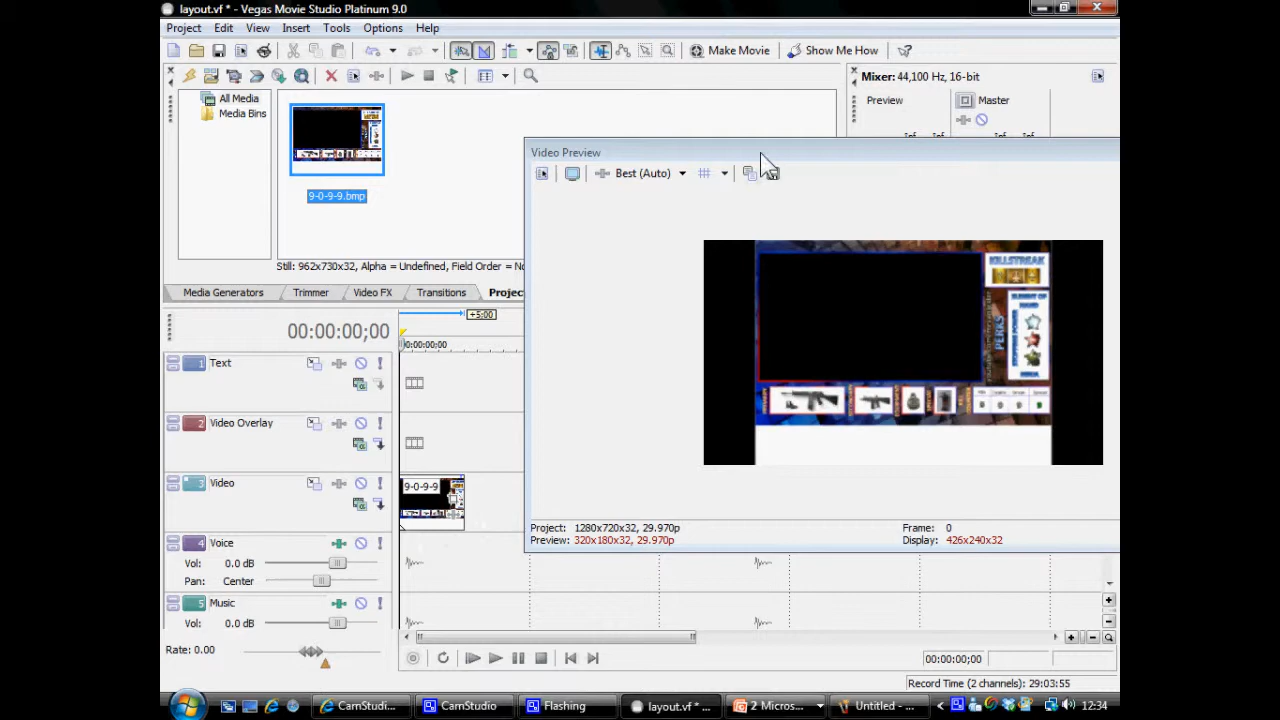 layout.vf * - Vegas Movie Studio Platinum 9.0
Project Edit View Insert Tools Options Help
Make Movie Show Me How
All Media
Media Bins
9-0-9-9.bmp
Still: 962x730x32, Alpha = Undefined, Field Order = No
Media Generators Trimmer Video FX Transitions Projec
Mixer: 44,100 Hz, 16-bit
Preview Master
Video Preview
Best (Auto)
KILLSTREAK
PERKS
STOPPING POWER
NINJA
Project: 1280x720x32, 29.970p Frame: 0
Preview: 320x180x32, 29.970p Display: 426x240x32
+5:00
00:00:00;00
0:00:00;00
1 Text
2 Video Overlay
3 Video
9-0-9-9
4 Voice
Vol: 0.0 dB
Pan: Center
5 Music
Vol: 0.0 dB
Rate: 0.00
00:00:00;00
Record Time (2 channels): 29:03:55
CamStudi... CamStudio Flashing layout.vf * ... 2 Micros... Untitled - ... 12:34